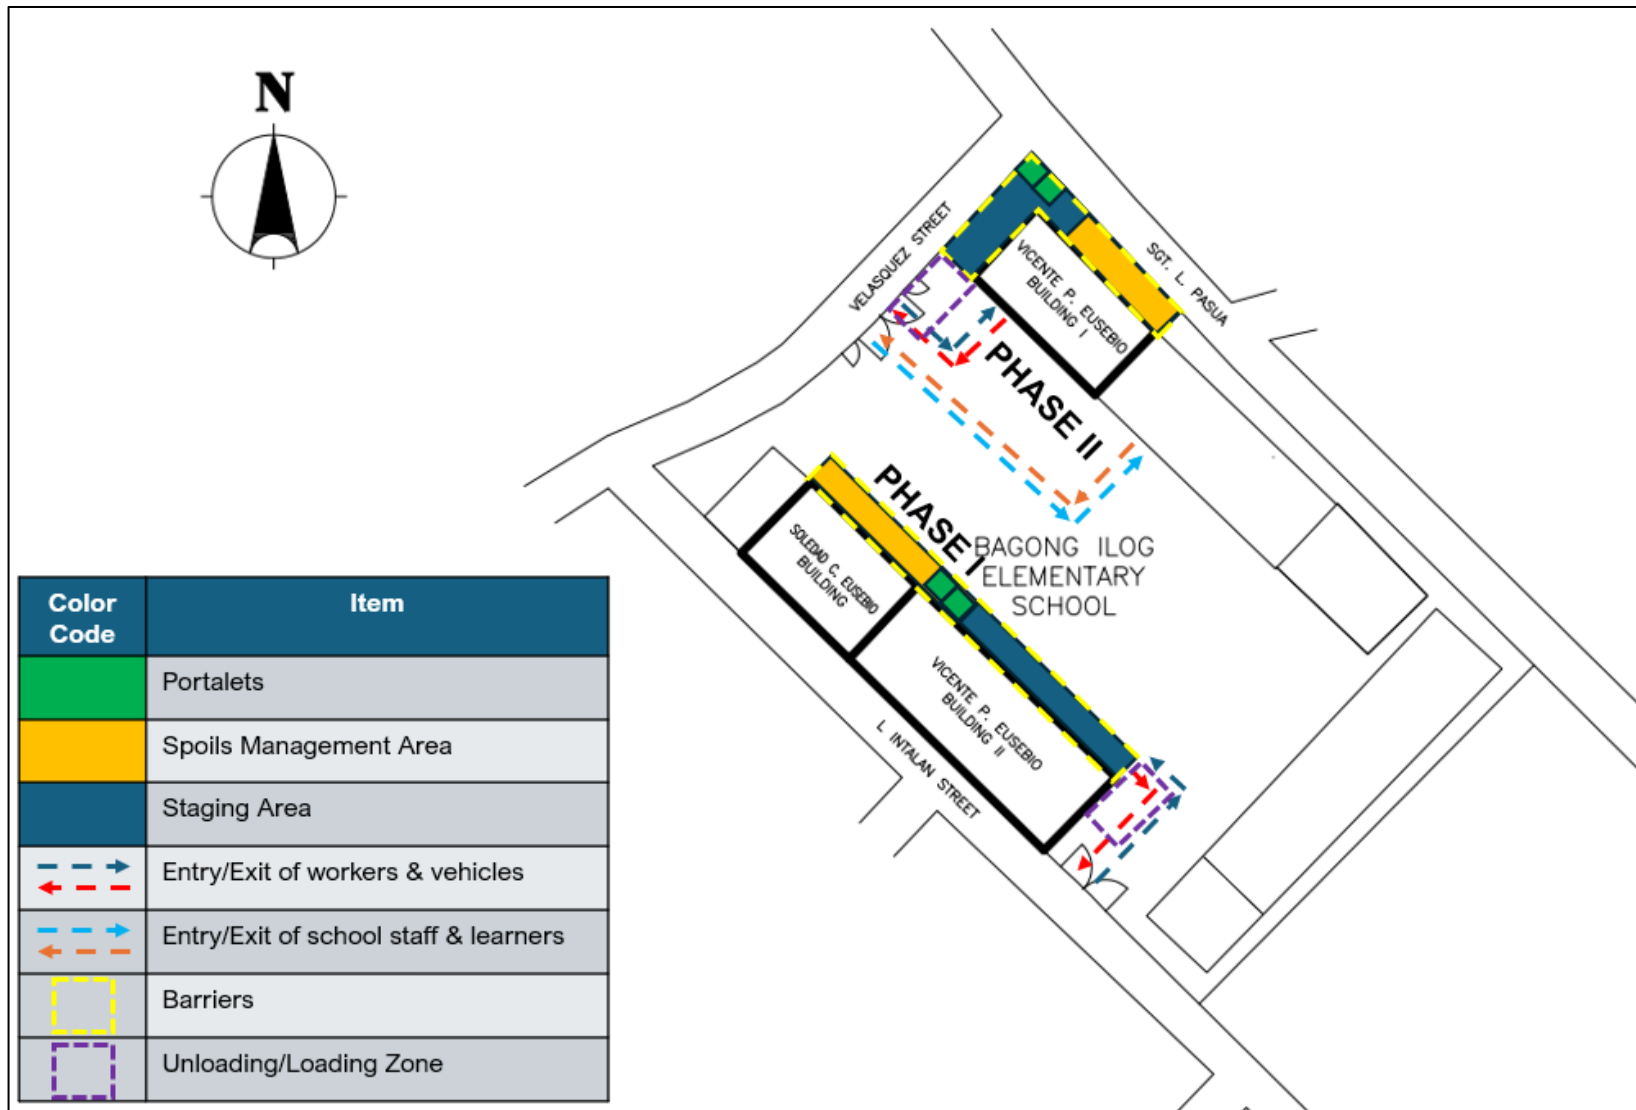 N
VELASQUEZ STREET
SGT. L. PASUA
VICENTE P. EUSEBIO
BUILDING I
PHASE II
PHASE I
BAGONG ILOG
ELEMENTARY
SCHOOL
SOLEDAD C. EUSEBIO
BUILDING
VICENTE P. EUSEBIO
BUILDING II
L INTALAN STREET
Color
Code
Item
Portalets
Spoils Management Area
Staging Area
Entry/Exit of workers & vehicles
Entry/Exit of school staff & learners
Barriers
Unloading/Loading Zone